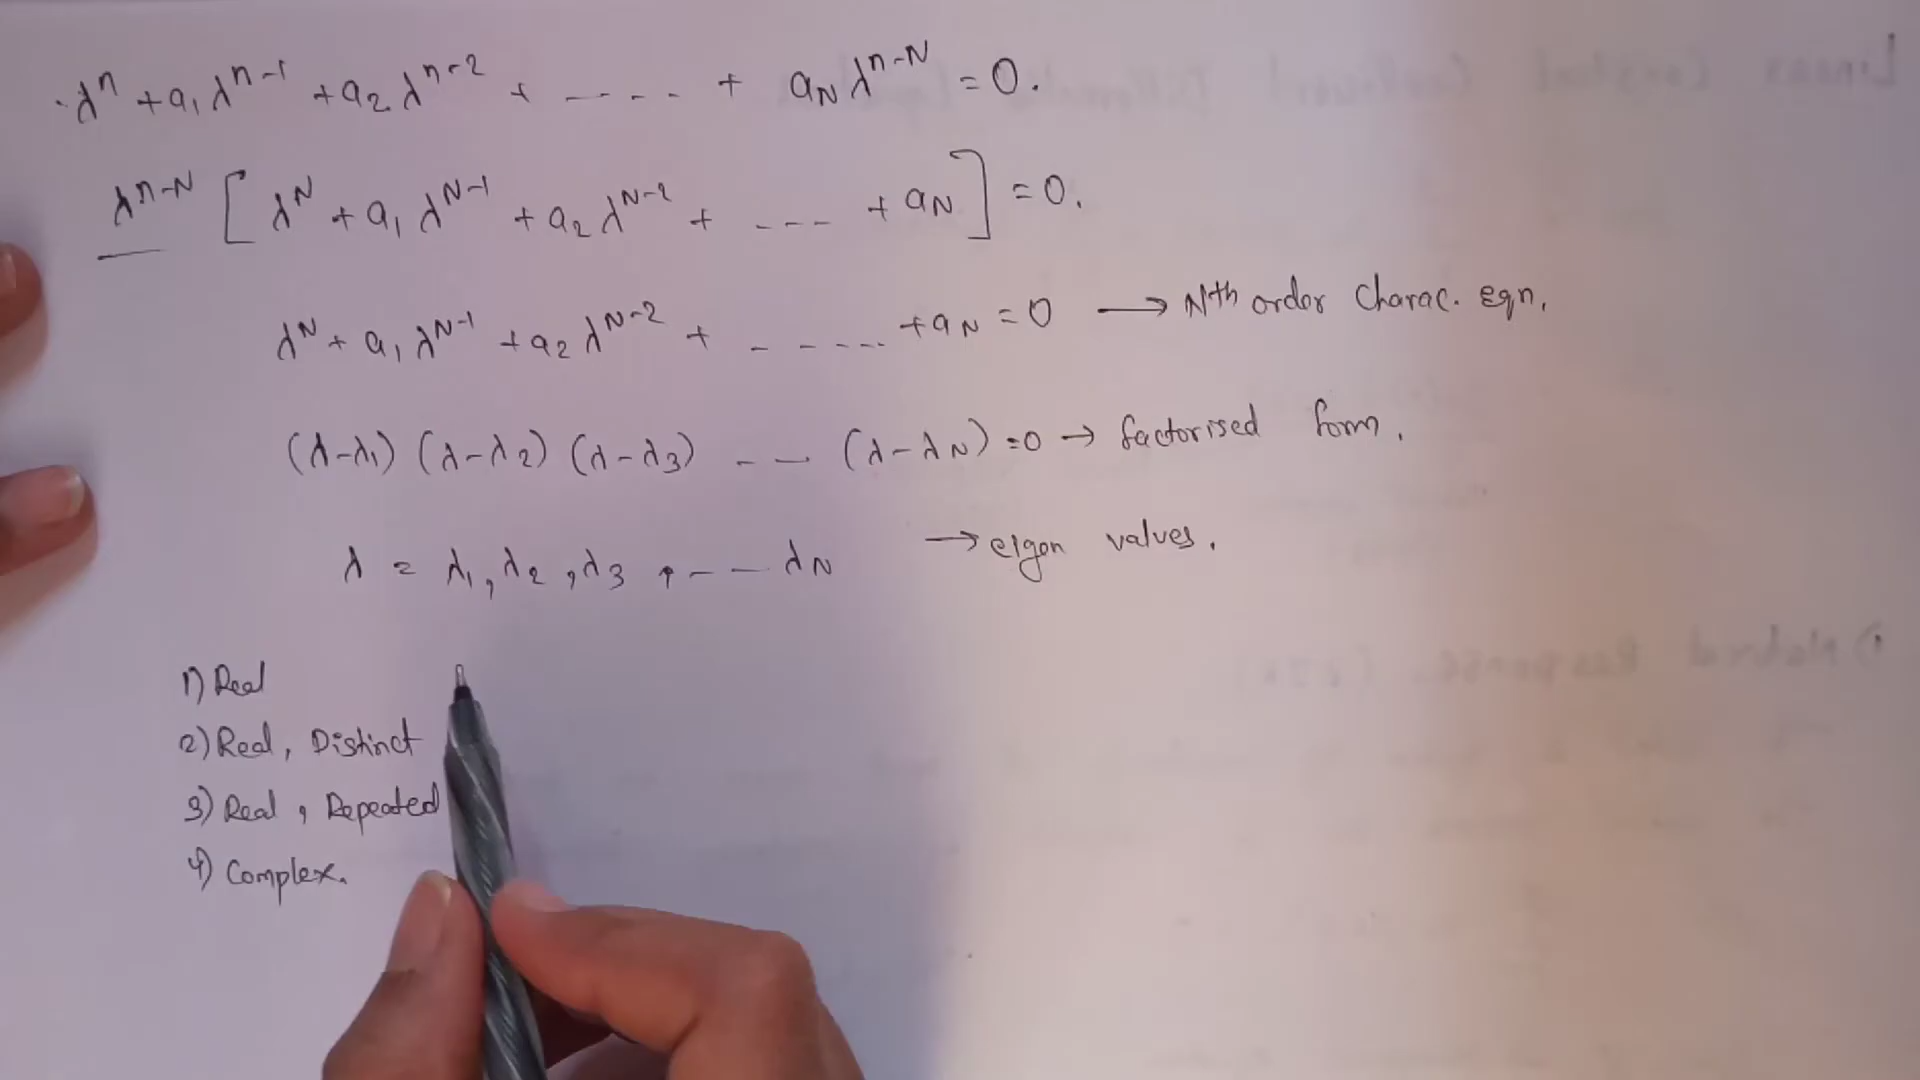 λ^n + a₁λ^(n-1) + a₂λ^(n-2) + ----- + a_N λ^(n-N) = 0.
λ^(n-N) [ λ^N + a₁λ^(N-1) + a₂λ^(N-2) + --- + a_N ] = 0.
λ^N + a₁λ^(N-1) + a₂λ^(N-2) + ------ + a_N = 0 → Nth order Charac. eqn.
(λ-λ₁) (λ-λ₂) (λ-λ₃) -- (λ-λ_N) = 0 → factorised form.
λ = λ₁, λ₂, λ₃, -- λ_N → eigen values.
1) Real
2) Real, Distinct
3) Real, Repeated
4) Complex.